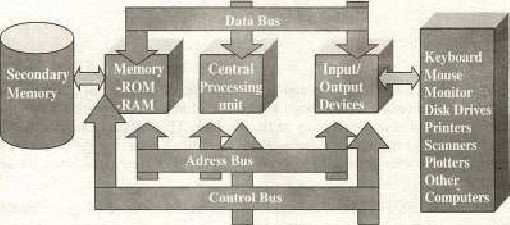 Data Bus
Secondary
Memory
Memory
-ROM
-RAM
Central
Processing
unit
Input/
Output
Devices
Keyboard
Mouse
Monitor
Disk Drives
Printers
Scanners
Plotters
Other
Computers
Adress Bus
Control Bus